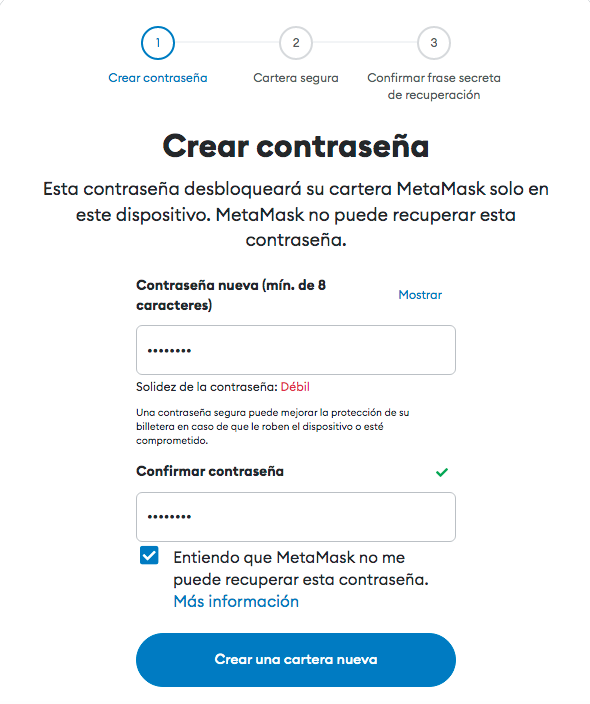 1
2
3
Crear contraseña
Cartera segura
Confirmar frase secreta
de recuperación
Crear contraseña
Esta contraseña desbloqueará su cartera MetaMask solo en
este dispositivo. MetaMask no puede recuperar esta
contraseña.
Contraseña nueva (mín. de 8
caracteres)
Mostrar
••••••••
Solidez de la contraseña: Débil
Una contraseña segura puede mejorar la protección de su
billetera en caso de que le roben el dispositivo o esté
comprometido.
Confirmar contraseña
••••••••
Entiendo que MetaMask no me
puede recuperar esta contraseña.
Más información
Crear una cartera nueva